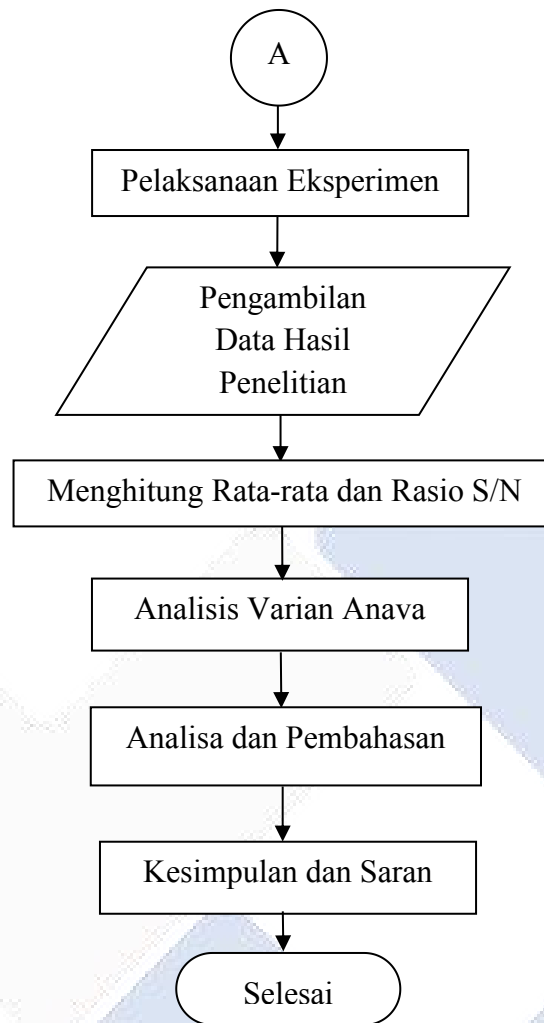 A
Pelaksanaan Eksperimen
Pengambilan
Data Hasil
Penelitian
Menghitung Rata-rata dan Rasio S/N
Analisis Varian Anava
Analisa dan Pembahasan
Kesimpulan dan Saran
Selesai